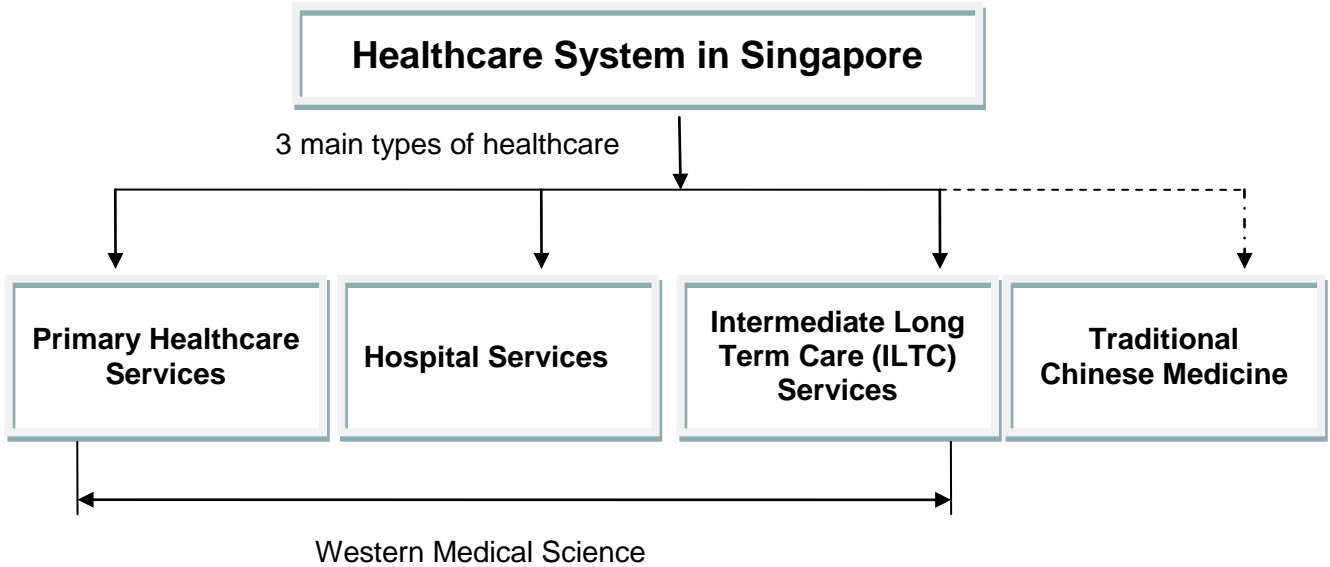 Healthcare System in Singapore
3 main types of healthcare
Primary Healthcare
Services
Hospital Services
Intermediate Long
Term Care (ILTC)
Services
Traditional
Chinese Medicine
Western Medical Science